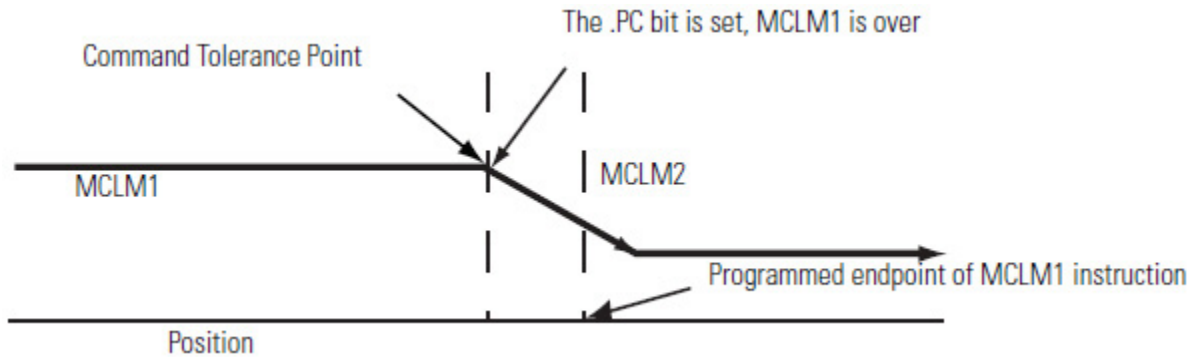 The .PC bit is set, MCLM1 is over
Command Tolerance Point
MCLM1
MCLM2
Programmed endpoint of MCLM1 instruction
Position